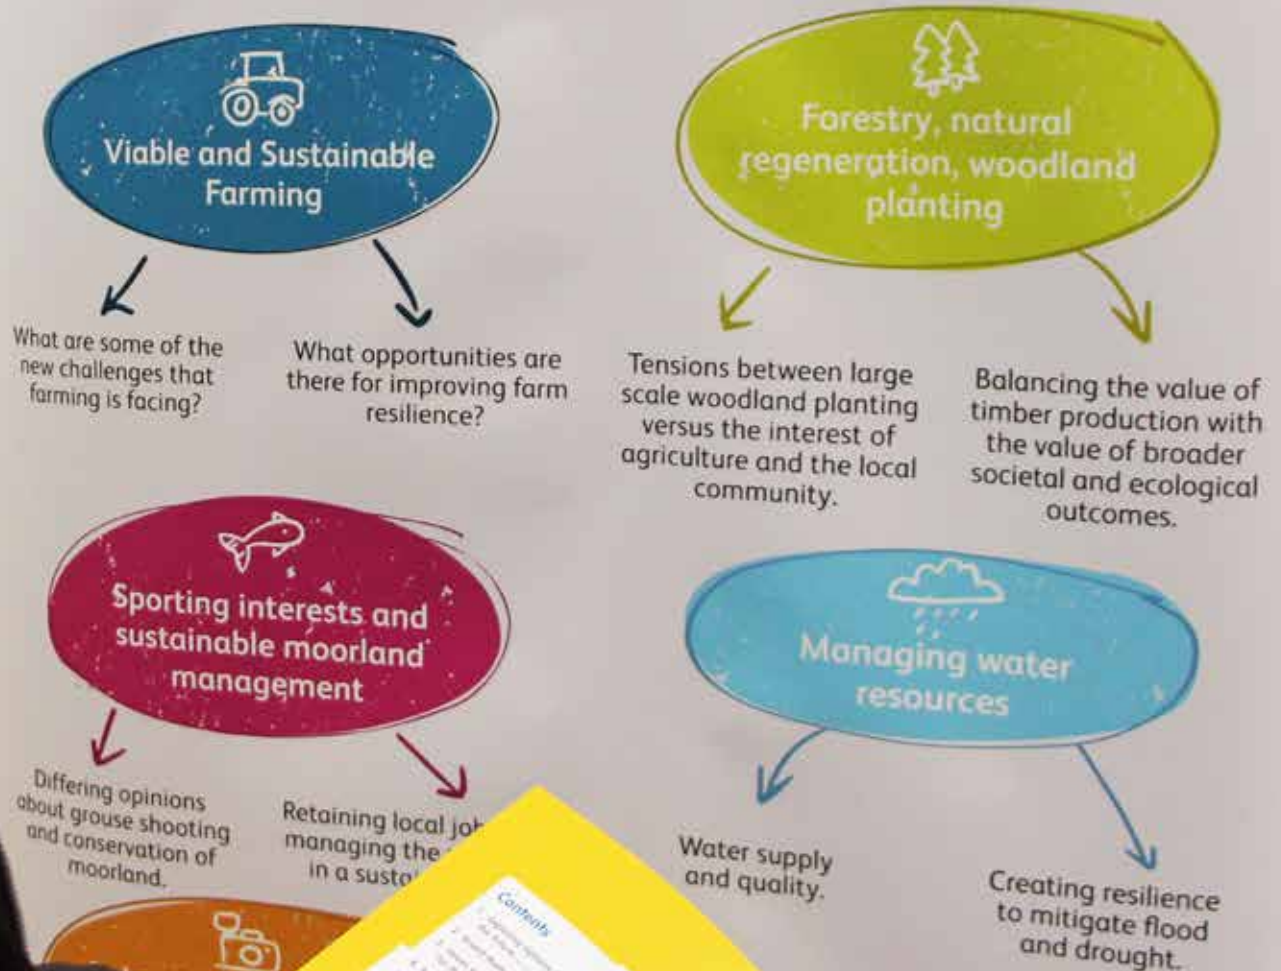 Viable and Sustainable
Farming
What are some of the
new challenges that
farming is facing?
What opportunities are
there for improving farm
resilience?
Forestry, natural
regeneration, woodland
planting
Tensions between large
scale woodland planting
versus the interest of
agriculture and the local
community.
Balancing the value of
timber production with
the value of broader
societal and ecological
outcomes.
Sporting interests and
sustainable moorland
management
Differing opinions
about grouse shooting
and conservation of
moorland.
Retaining local
managing the
in a
Managing water
resources
Water supply
and quality.
Creating resilience
to mitigate flood
and drought.
Contents